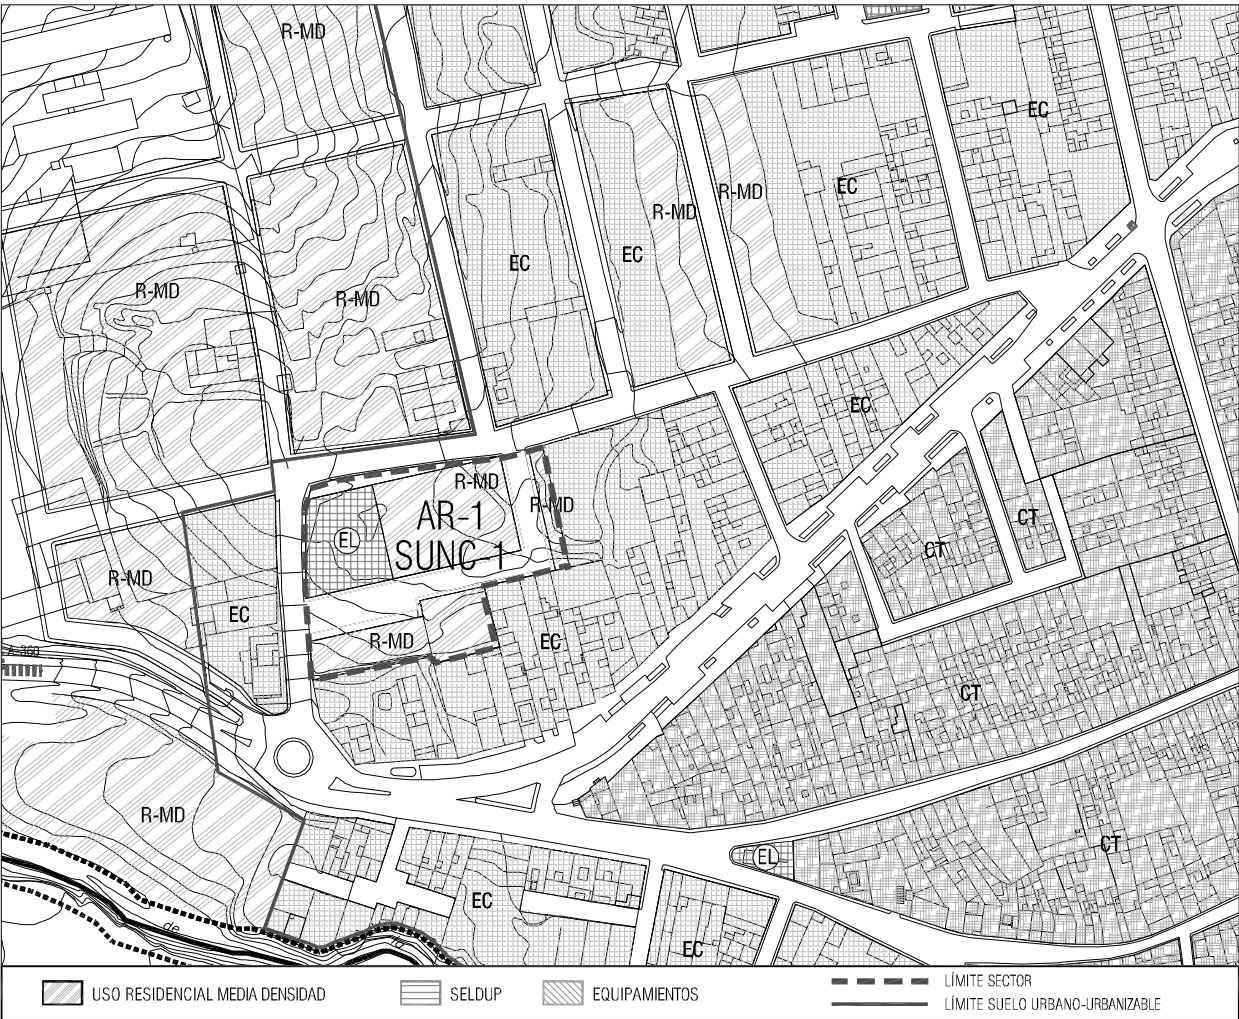 R-MD
EC
EC
R-MD
R-MD
EC
R-MD
EC
EC
R-MD
R-MD
EC
R-MD
R-MD
AR-1
EL
CT
SUNC-1
CT
R-MD
EC
R-MD
EC
A-360
CT
R-MD
CT
EL
EC
de
EC
USO RESIDENCIAL MEDIA DENSIDAD
SELDUP
EQUIPAMIENTOS
LÍMITE SECTOR
LÍMITE SUELO URBANO-URBANIZABLE